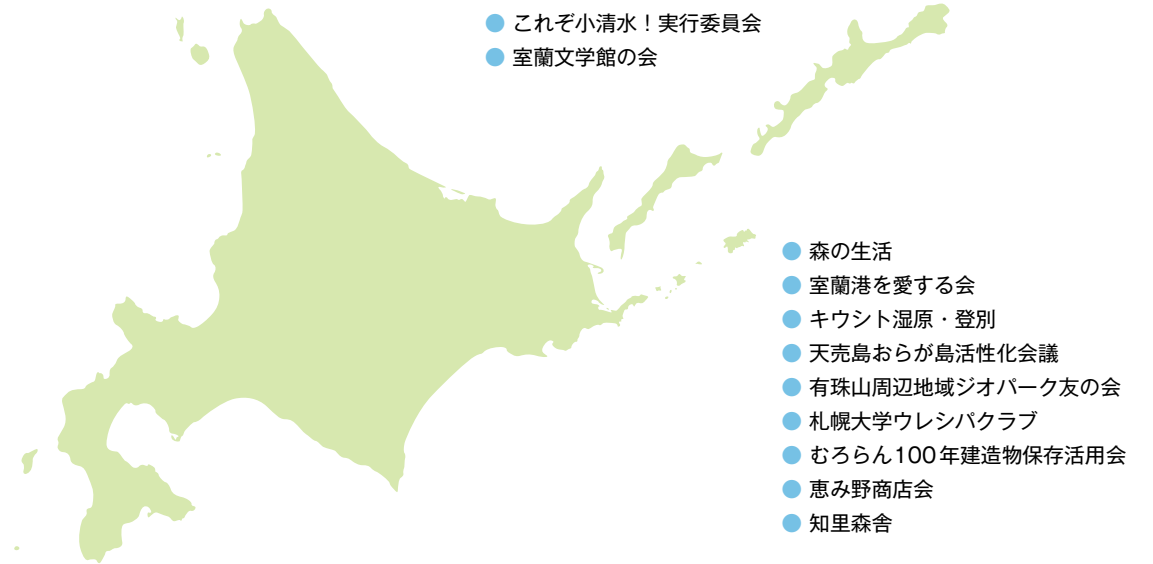 ● これぞ小清水！実行委員会
● 室蘭文学館の会
● 森の生活
● 室蘭港を愛する会
● キウシト湿原・登別
● 天売島おらが島活性化会議
● 有珠山周辺地域ジオパーク友の会
● 札幌大学ウレシパクラブ
● むろらん100年建造物保存活用会
● 恵み野商店会
● 知里森舎